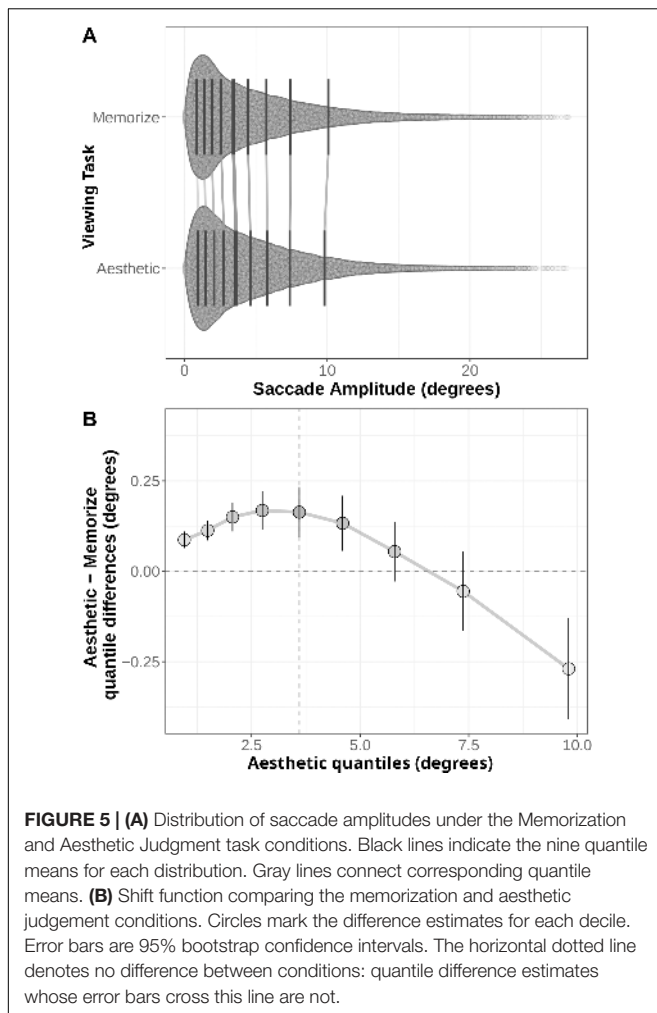 A
Memorize
Viewing Task
Aesthetic
0
10
20
Saccade Amplitude (degrees)
B
Aesthetic − Memorize
quantile differences (degrees)
0.25
0.00
−0.25
2.5
5.0
7.5
10.0
Aesthetic quantiles (degrees)
FIGURE 5 | (A) Distribution of saccade amplitudes under the Memorization
and Aesthetic Judgment task conditions. Black lines indicate the nine quantile
means for each distribution. Gray lines connect corresponding quantile
means. (B) Shift function comparing the memorization and aesthetic
judgement conditions. Circles mark the difference estimates for each decile.
Error bars are 95% bootstrap confidence intervals. The horizontal dotted line
denotes no difference between conditions: quantile difference estimates
whose error bars cross this line are not.